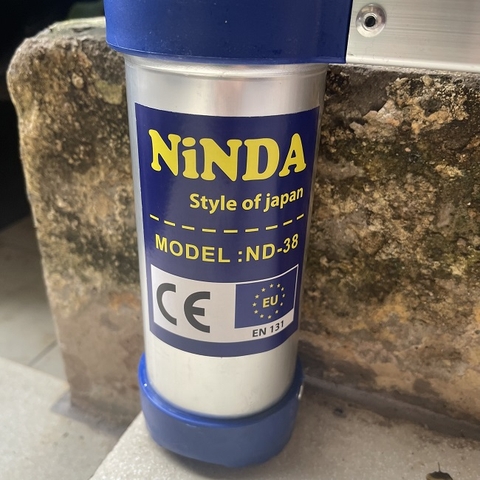 NiNDA
Style of japan
MODEL :ND-38
CE EU
EN 131